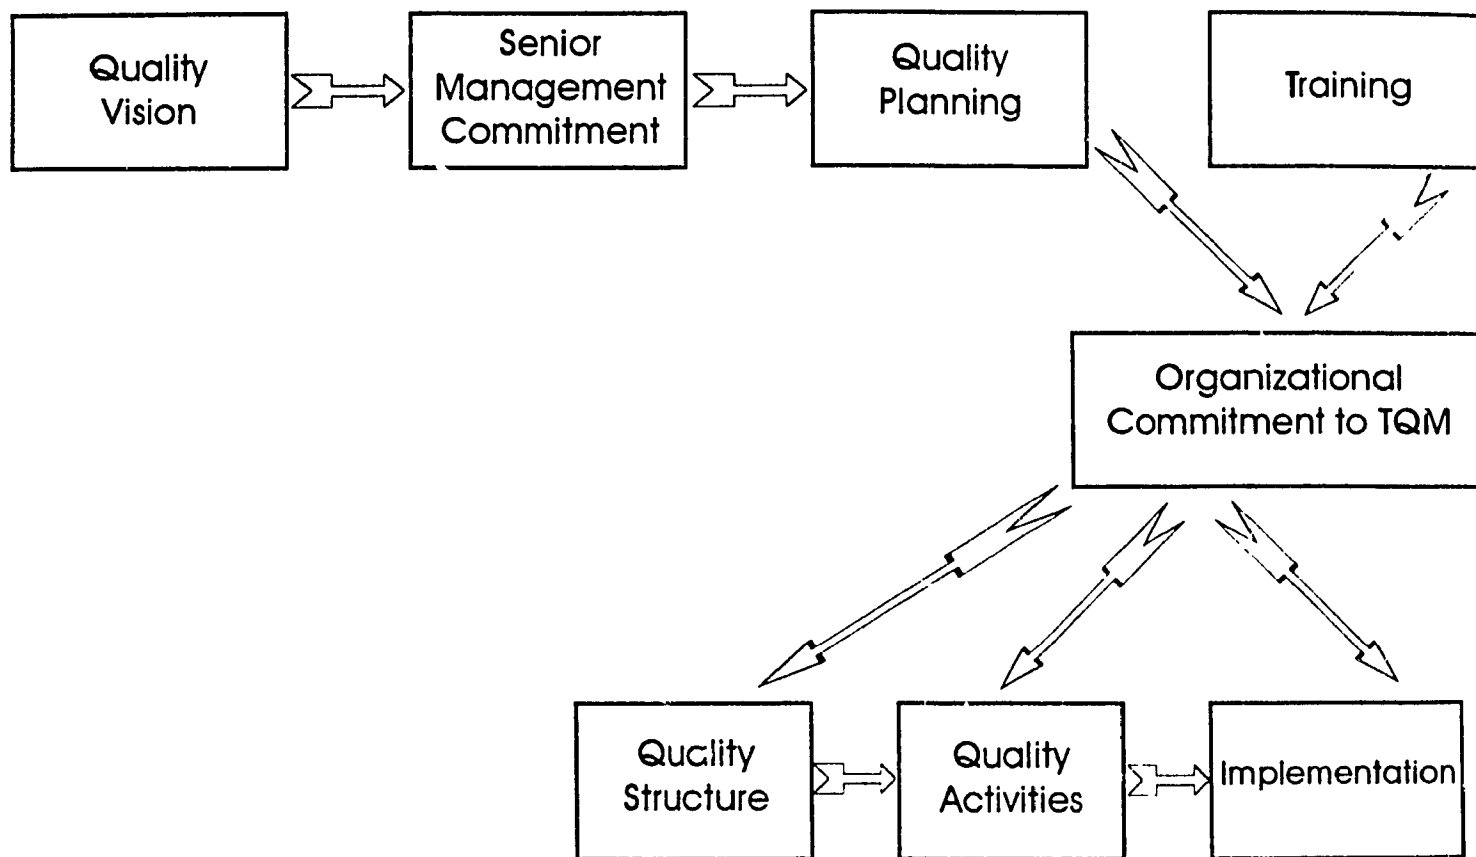 Quality
Vision
Senior
Management
Commitment
Quality
Planning
Training
Organizational
Commitment to TQM
Quality
Structure
Quality
Activities
Implementation